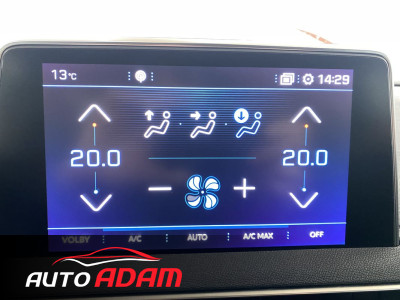 13°C 14:29
20.0 20.0
VOLBY A/C AUTO A/C MAX OFF
AUTO ADAM